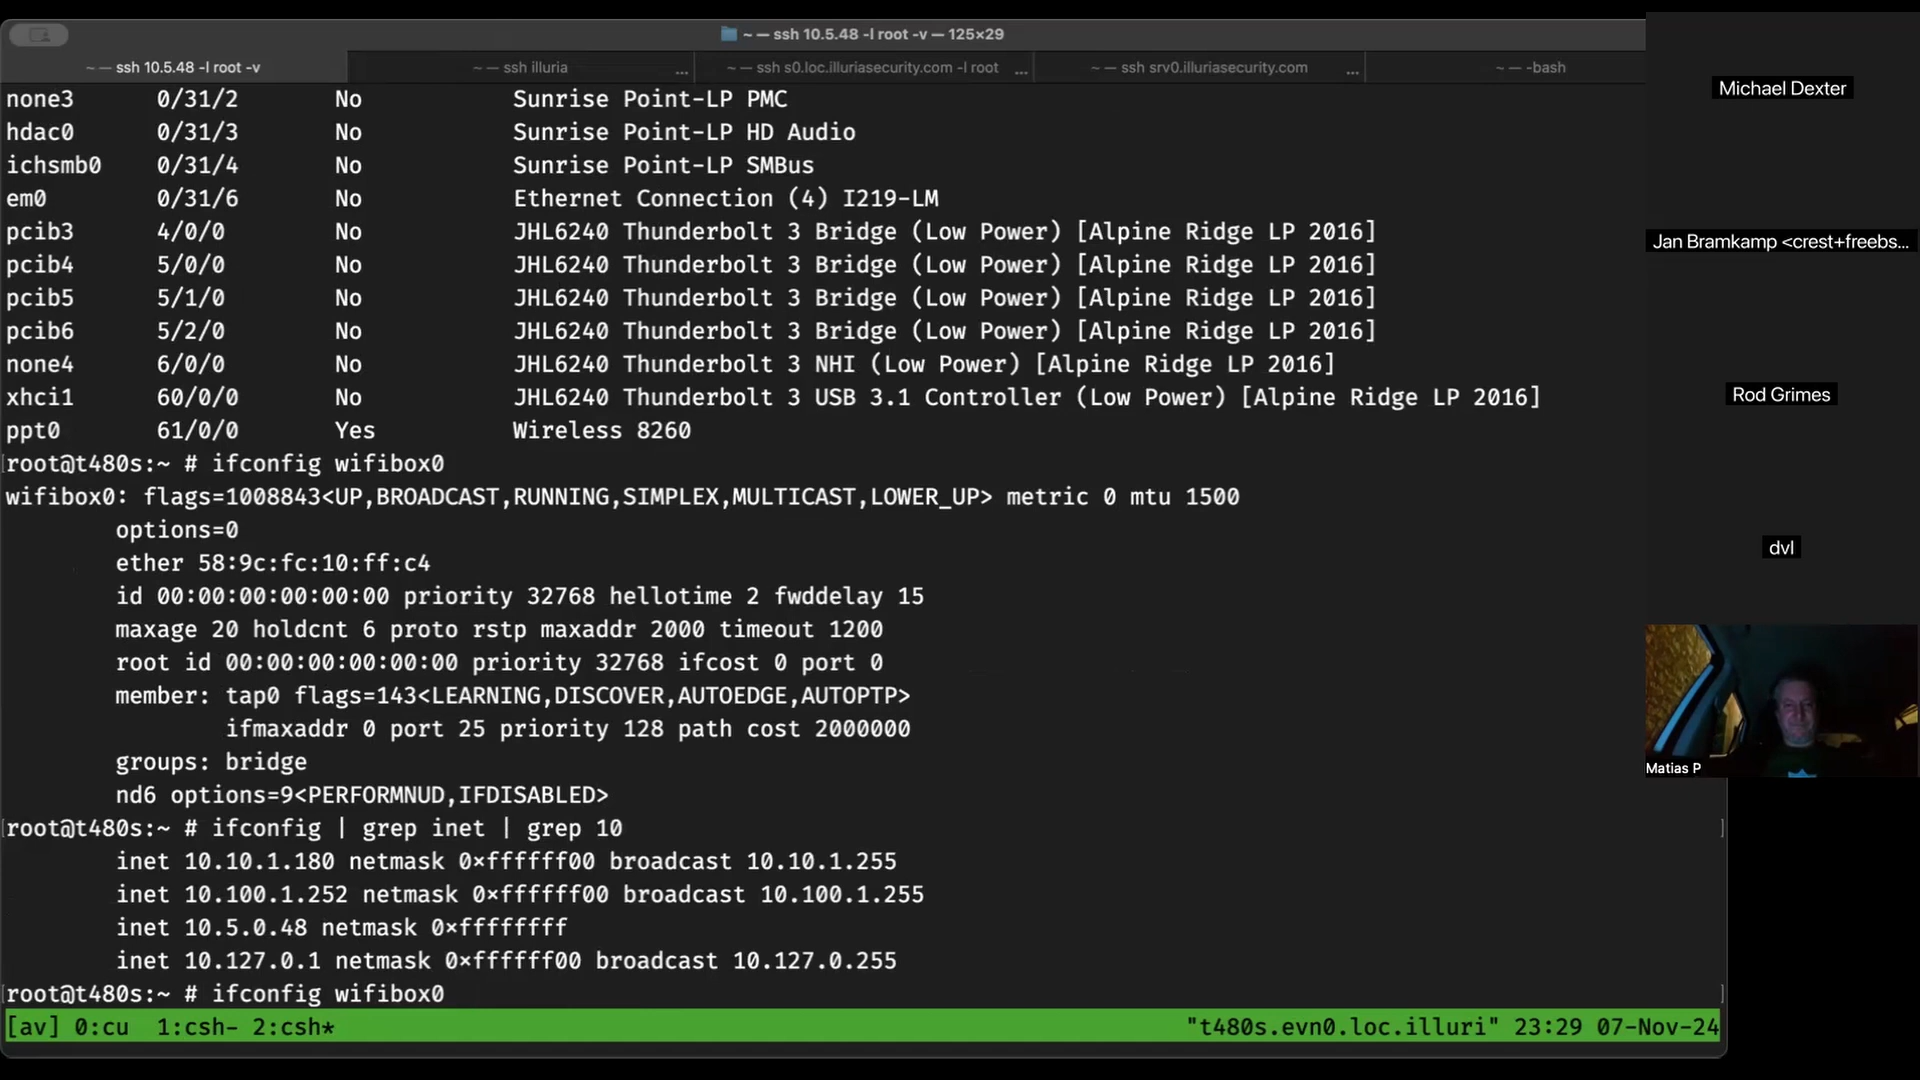 ~ — ssh 10.5.48 -l root -v — 125×29
~ — ssh 10.5.48 -l root -v
~ — ssh illuria ...
~ — ssh s0.loc.illuriasecurity.com -l root ...
~ — ssh srv0.illuriasecurity.com ...
~ — -bash
none3 0/31/2 No Sunrise Point-LP PMC
hdac0 0/31/3 No Sunrise Point-LP HD Audio
ichsmb0 0/31/4 No Sunrise Point-LP SMBus
em0 0/31/6 No Ethernet Connection (4) I219-LM
pcib3 4/0/0 No JHL6240 Thunderbolt 3 Bridge (Low Power) [Alpine Ridge LP 2016]
pcib4 5/0/0 No JHL6240 Thunderbolt 3 Bridge (Low Power) [Alpine Ridge LP 2016]
pcib5 5/1/0 No JHL6240 Thunderbolt 3 Bridge (Low Power) [Alpine Ridge LP 2016]
pcib6 5/2/0 No JHL6240 Thunderbolt 3 Bridge (Low Power) [Alpine Ridge LP 2016]
none4 6/0/0 No JHL6240 Thunderbolt 3 NHI (Low Power) [Alpine Ridge LP 2016]
xhci1 60/0/0 No JHL6240 Thunderbolt 3 USB 3.1 Controller (Low Power) [Alpine Ridge LP 2016]
ppt0 61/0/0 Yes Wireless 8260
[root@t480s:~ # ifconfig wifibox0
wifibox0: flags=1008843<UP,BROADCAST,RUNNING,SIMPLEX,MULTICAST,LOWER_UP> metric 0 mtu 1500
options=0
ether 58:9c:fc:10:ff:c4
id 00:00:00:00:00:00 priority 32768 hellotime 2 fwddelay 15
maxage 20 holdcnt 6 proto rstp maxaddr 2000 timeout 1200
root id 00:00:00:00:00:00 priority 32768 ifcost 0 port 0
member: tap0 flags=143<LEARNING,DISCOVER,AUTOEDGE,AUTOPTP>
ifmaxaddr 0 port 25 priority 128 path cost 2000000
groups: bridge
nd6 options=9<PERFORMNUD,IFDISABLED>
[root@t480s:~ # ifconfig | grep inet | grep 10 ]
inet 10.10.1.180 netmask 0xffffff00 broadcast 10.10.1.255
inet 10.100.1.252 netmask 0xffffff00 broadcast 10.100.1.255
inet 10.5.0.48 netmask 0xffffffff
inet 10.127.0.1 netmask 0xffffff00 broadcast 10.127.0.255
[root@t480s:~ # ifconfig wifibox0 ]
[av] 0:cu 1:csh- 2:csh* "t480s.evn0.loc.illuri" 23:29 07-Nov-24
Michael Dexter
Jan Bramkamp <crest+freebs...
Rod Grimes
dvl
Matias P